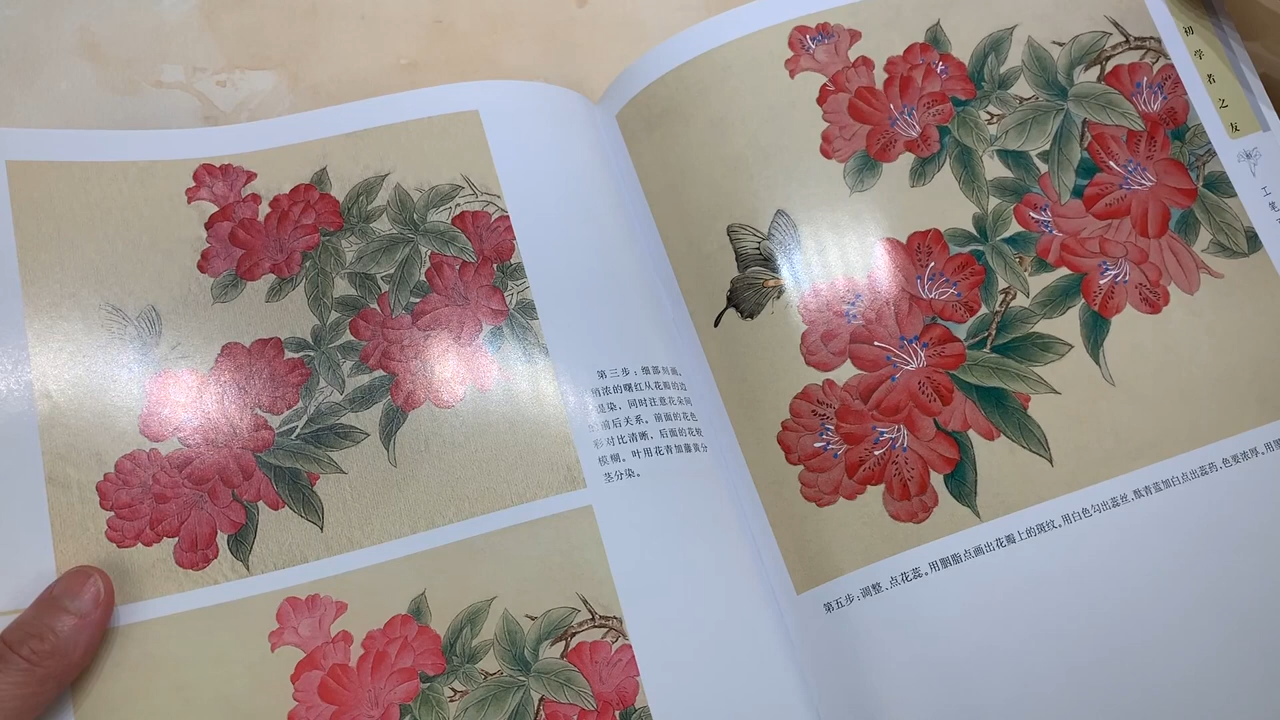 第三步：细部刻画。
稍浓的曙红从花瓣的边
提染，同时注意花朵间
的前后关系，前面的花色
彩对比清晰，后面的花较
模糊。叶用花青加藤黄分
茎分染。
第五步：调整、点花蕊。用胭脂点画出花瓣上的斑纹。用白色勾出蕊丝，酞青蓝加白点出蕊药，色要浓厚。用
初学者之友
工笔